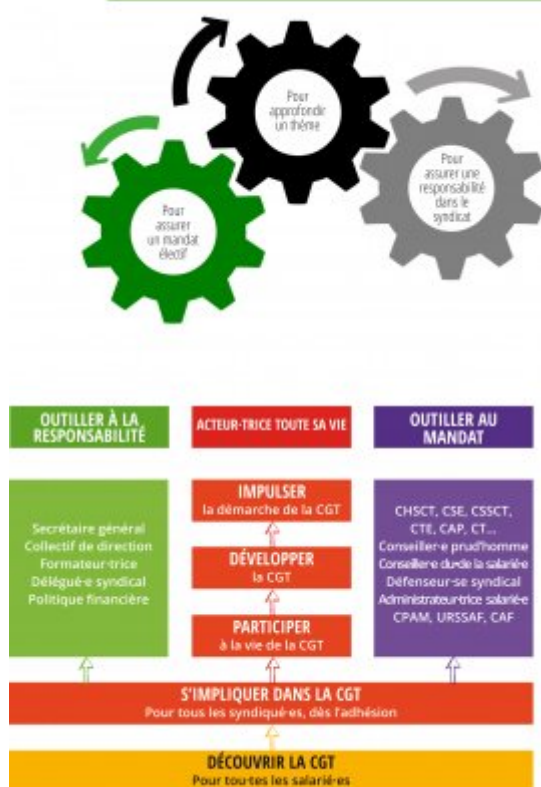 Pour
approfondir
un thème
Pour
assurer une
responsabilité
dans le
syndicat
Pour
assurer
un mandat
électif
OUTILLER À LA
RESPONSABILITÉ
ACTEUR·TRICE TOUTE SA VIE
OUTILLER AU
MANDAT
Secrétaire général
Collectif de direction
Formateur·trice
Délégué·e syndical
Politique financière
IMPULSER
la démarche de la CGT
DÉVELOPPER
la CGT
PARTICIPER
à la vie de la CGT
CHSCT, CSE, CSSCT,
CTE, CAP, CT...
Conseiller·e prud'homme
Conseiller·e du·de la salarié·e
Défenseur·se syndical
Administrateur·trice salarié·e
CPAM, URSSAF, CAF
S'IMPLIQUER DANS LA CGT
Pour tous les syndiqué·es, dès l'adhésion
DÉCOUVRIR LA CGT
Pour tou·tes les salarié·es